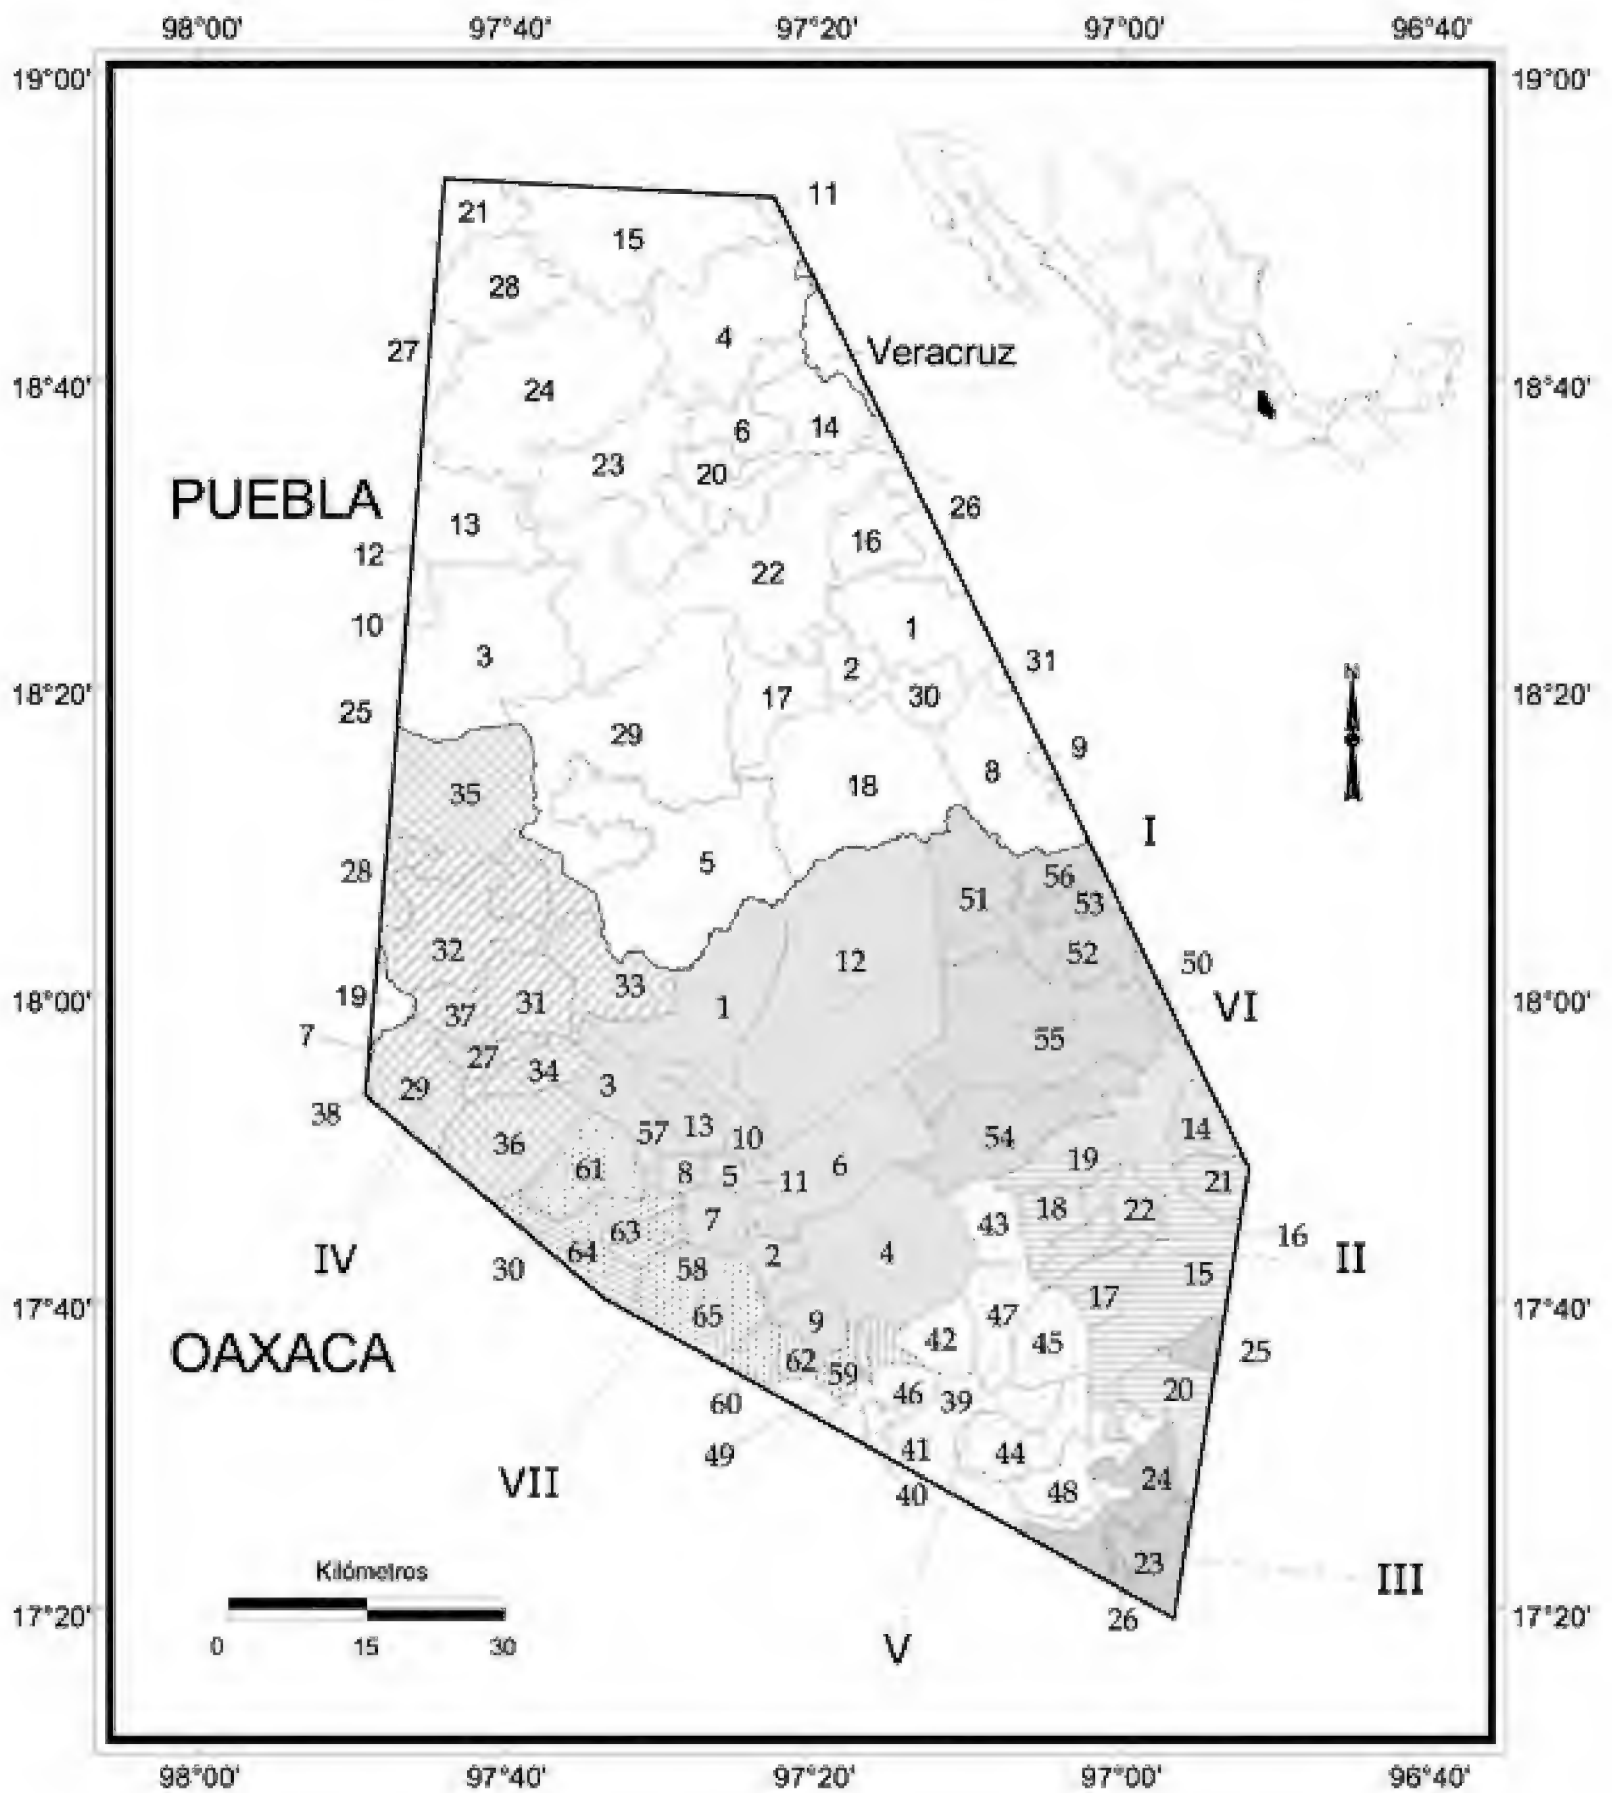 98°00' 97°40' 97°20' 97°00' 96°40'
19°00' 19°00'
11
21
15
28
4
27 Veracruz
18°40' 24 18°40'
6 14
23 20
PUEBLA 26
13 16
12 22
10 1
3 2 31
17 30
18°20' 18°20'
N
25 29 9
8
35 18
I
5
28 56
51 53
32 12 52 50
33
19 31
18°00' 37 1 VI 18°00'
7 55
27 34
29 3
38 13 14
36 57 10 54
61 8 5 11 6 19 21
7 18 22
63 43 16
IV 64 2 4 II
30 58 15
17
17°40' 65 9 47 17°40'
OAXACA 42 45 25
62 59
46 39 20
60
49 41 44
VII 40 48 24
23
Kilómetros III
17°20' 26 17°20'
0 15 30 V
98°00' 97°40' 97°20' 97°00' 96°40'